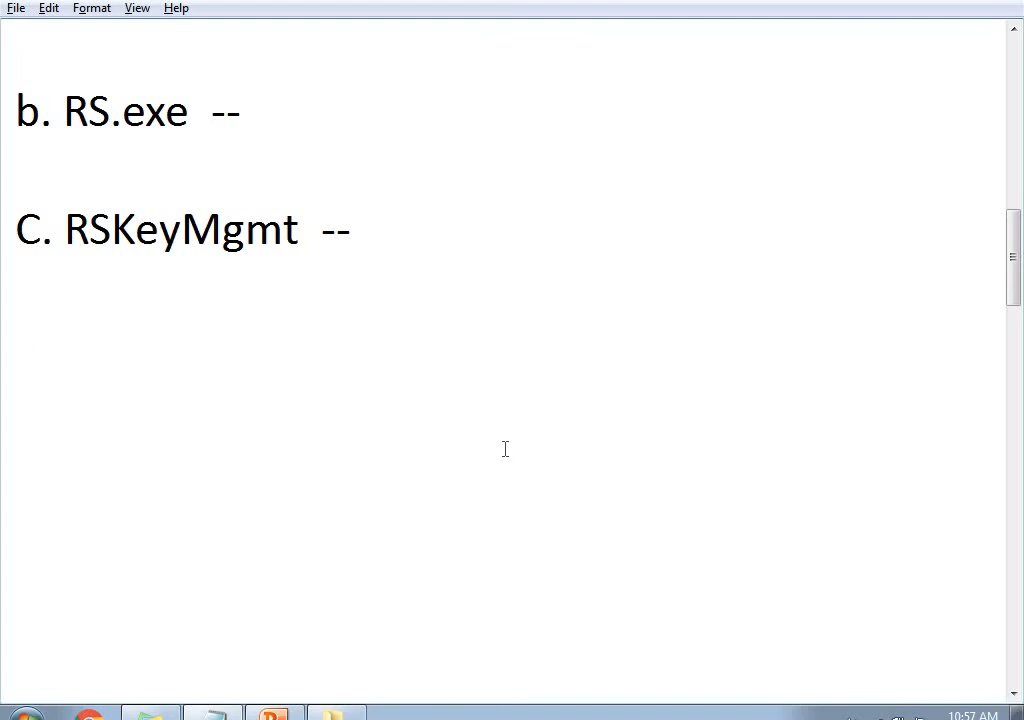 File Edit Format View Help
b. RS.exe --
C. RSKeyMgmt --
10:57 AM